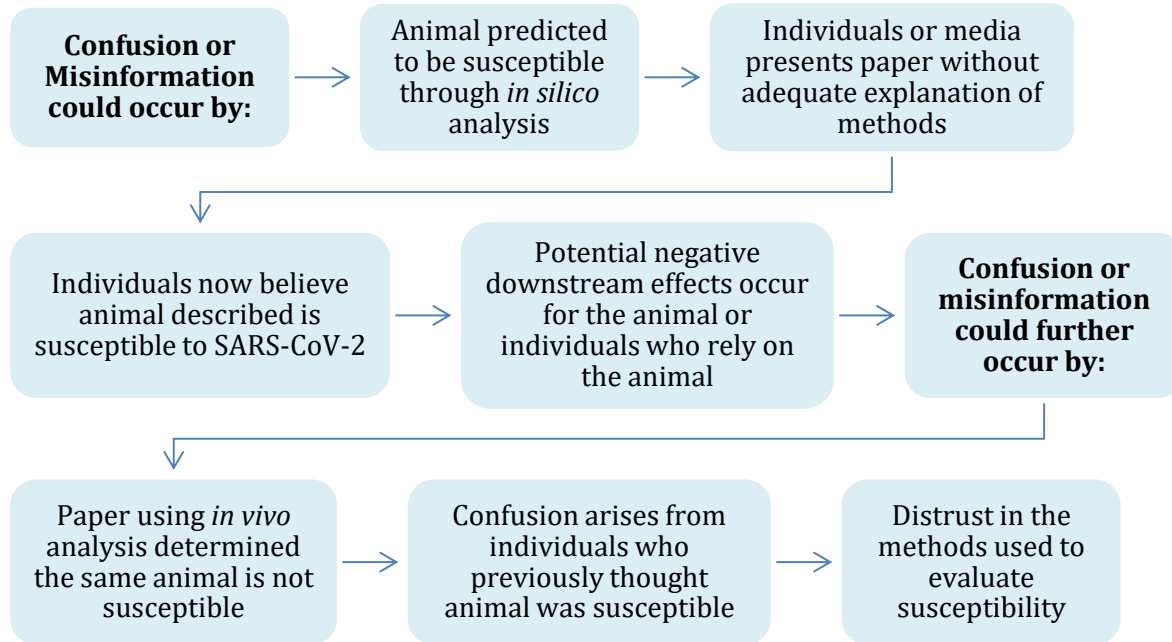 Confusion or
Misinformation
could occur by:
Animal predicted
to be susceptible
through in silico
analysis
Individuals or media
presents paper without
adequate explanation of
methods
Individuals now believe
animal described is
susceptible to SARS-CoV-2
Potential negative
downstream effects occur
for the animal or
individuals who rely on
the animal
Confusion or
misinformation
could further
occur by:
Paper using in vivo
analysis determined
the same animal is not
susceptible
Confusion arises from
individuals who
previously thought
animal was susceptible
Distrust in the
methods used to
evaluate
susceptibility